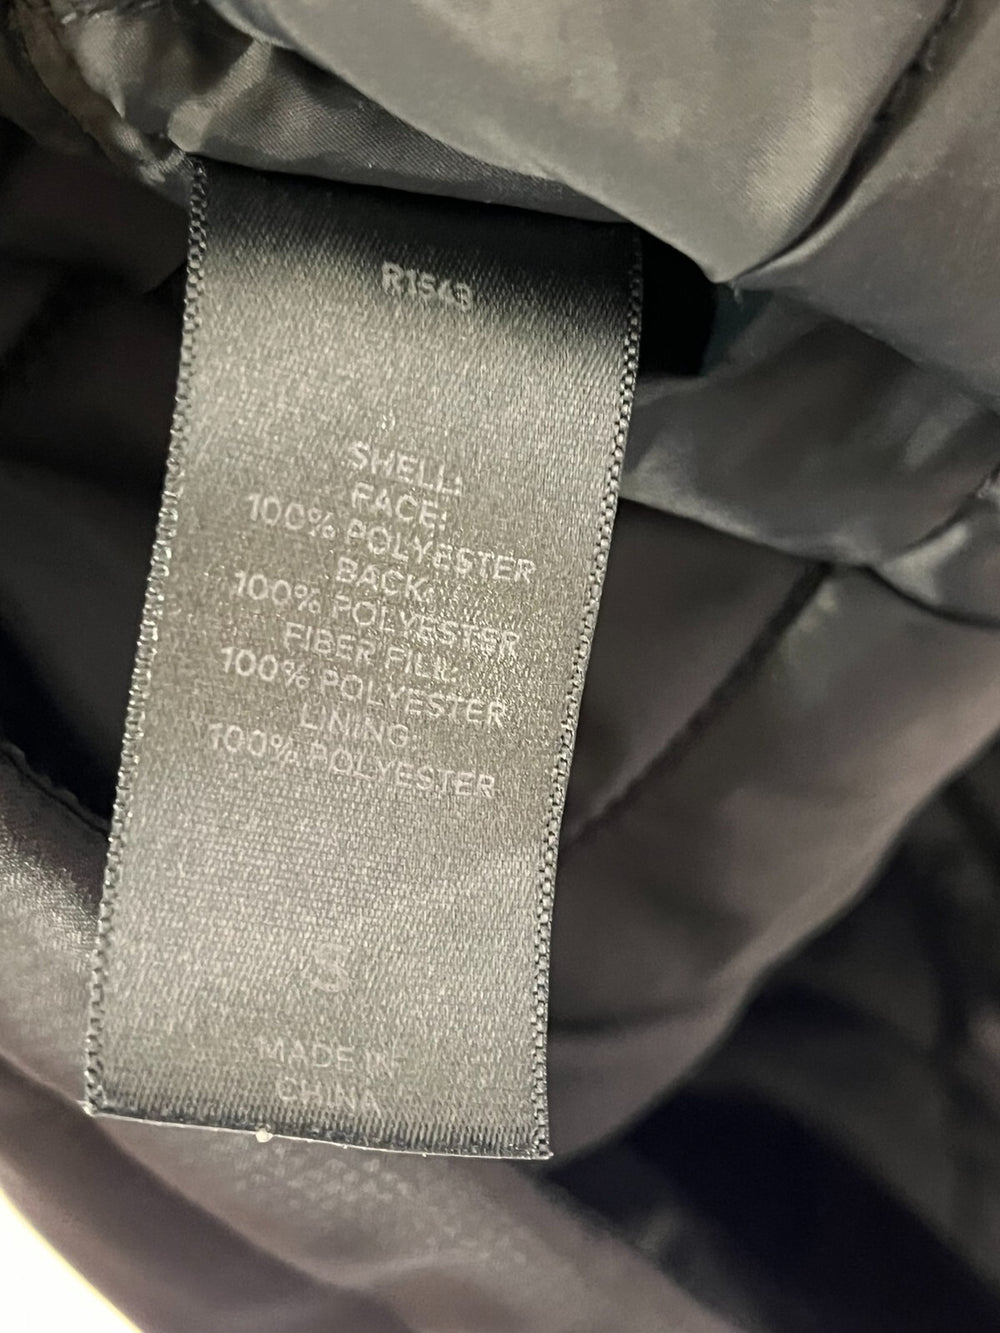 R1543
SHELL:
FACE:
100% POLYESTER
BACK:
100% POLYESTER
FIBER FILL:
100% POLYESTER
LINING:
100% POLYESTER
S
MADE IN
CHINA